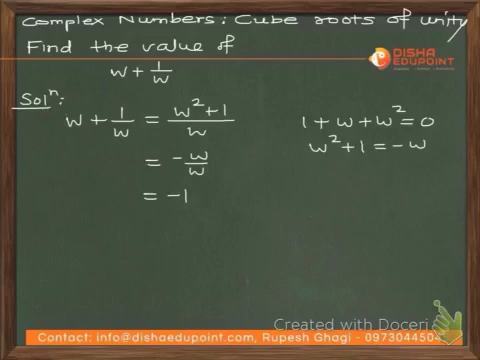 Complex Numbers: Cube roots of unity
Find the value of
w + 1/w
DISHA
EDUPOINT
Solⁿ:
w + 1/w = (w² + 1)/w
= -w/w
= -1
1 + w + w² = 0
w² + 1 = -w
Created with Doceri
Contact: info@dishaedupoint.com, Rupesh Ghagi - 0973044504